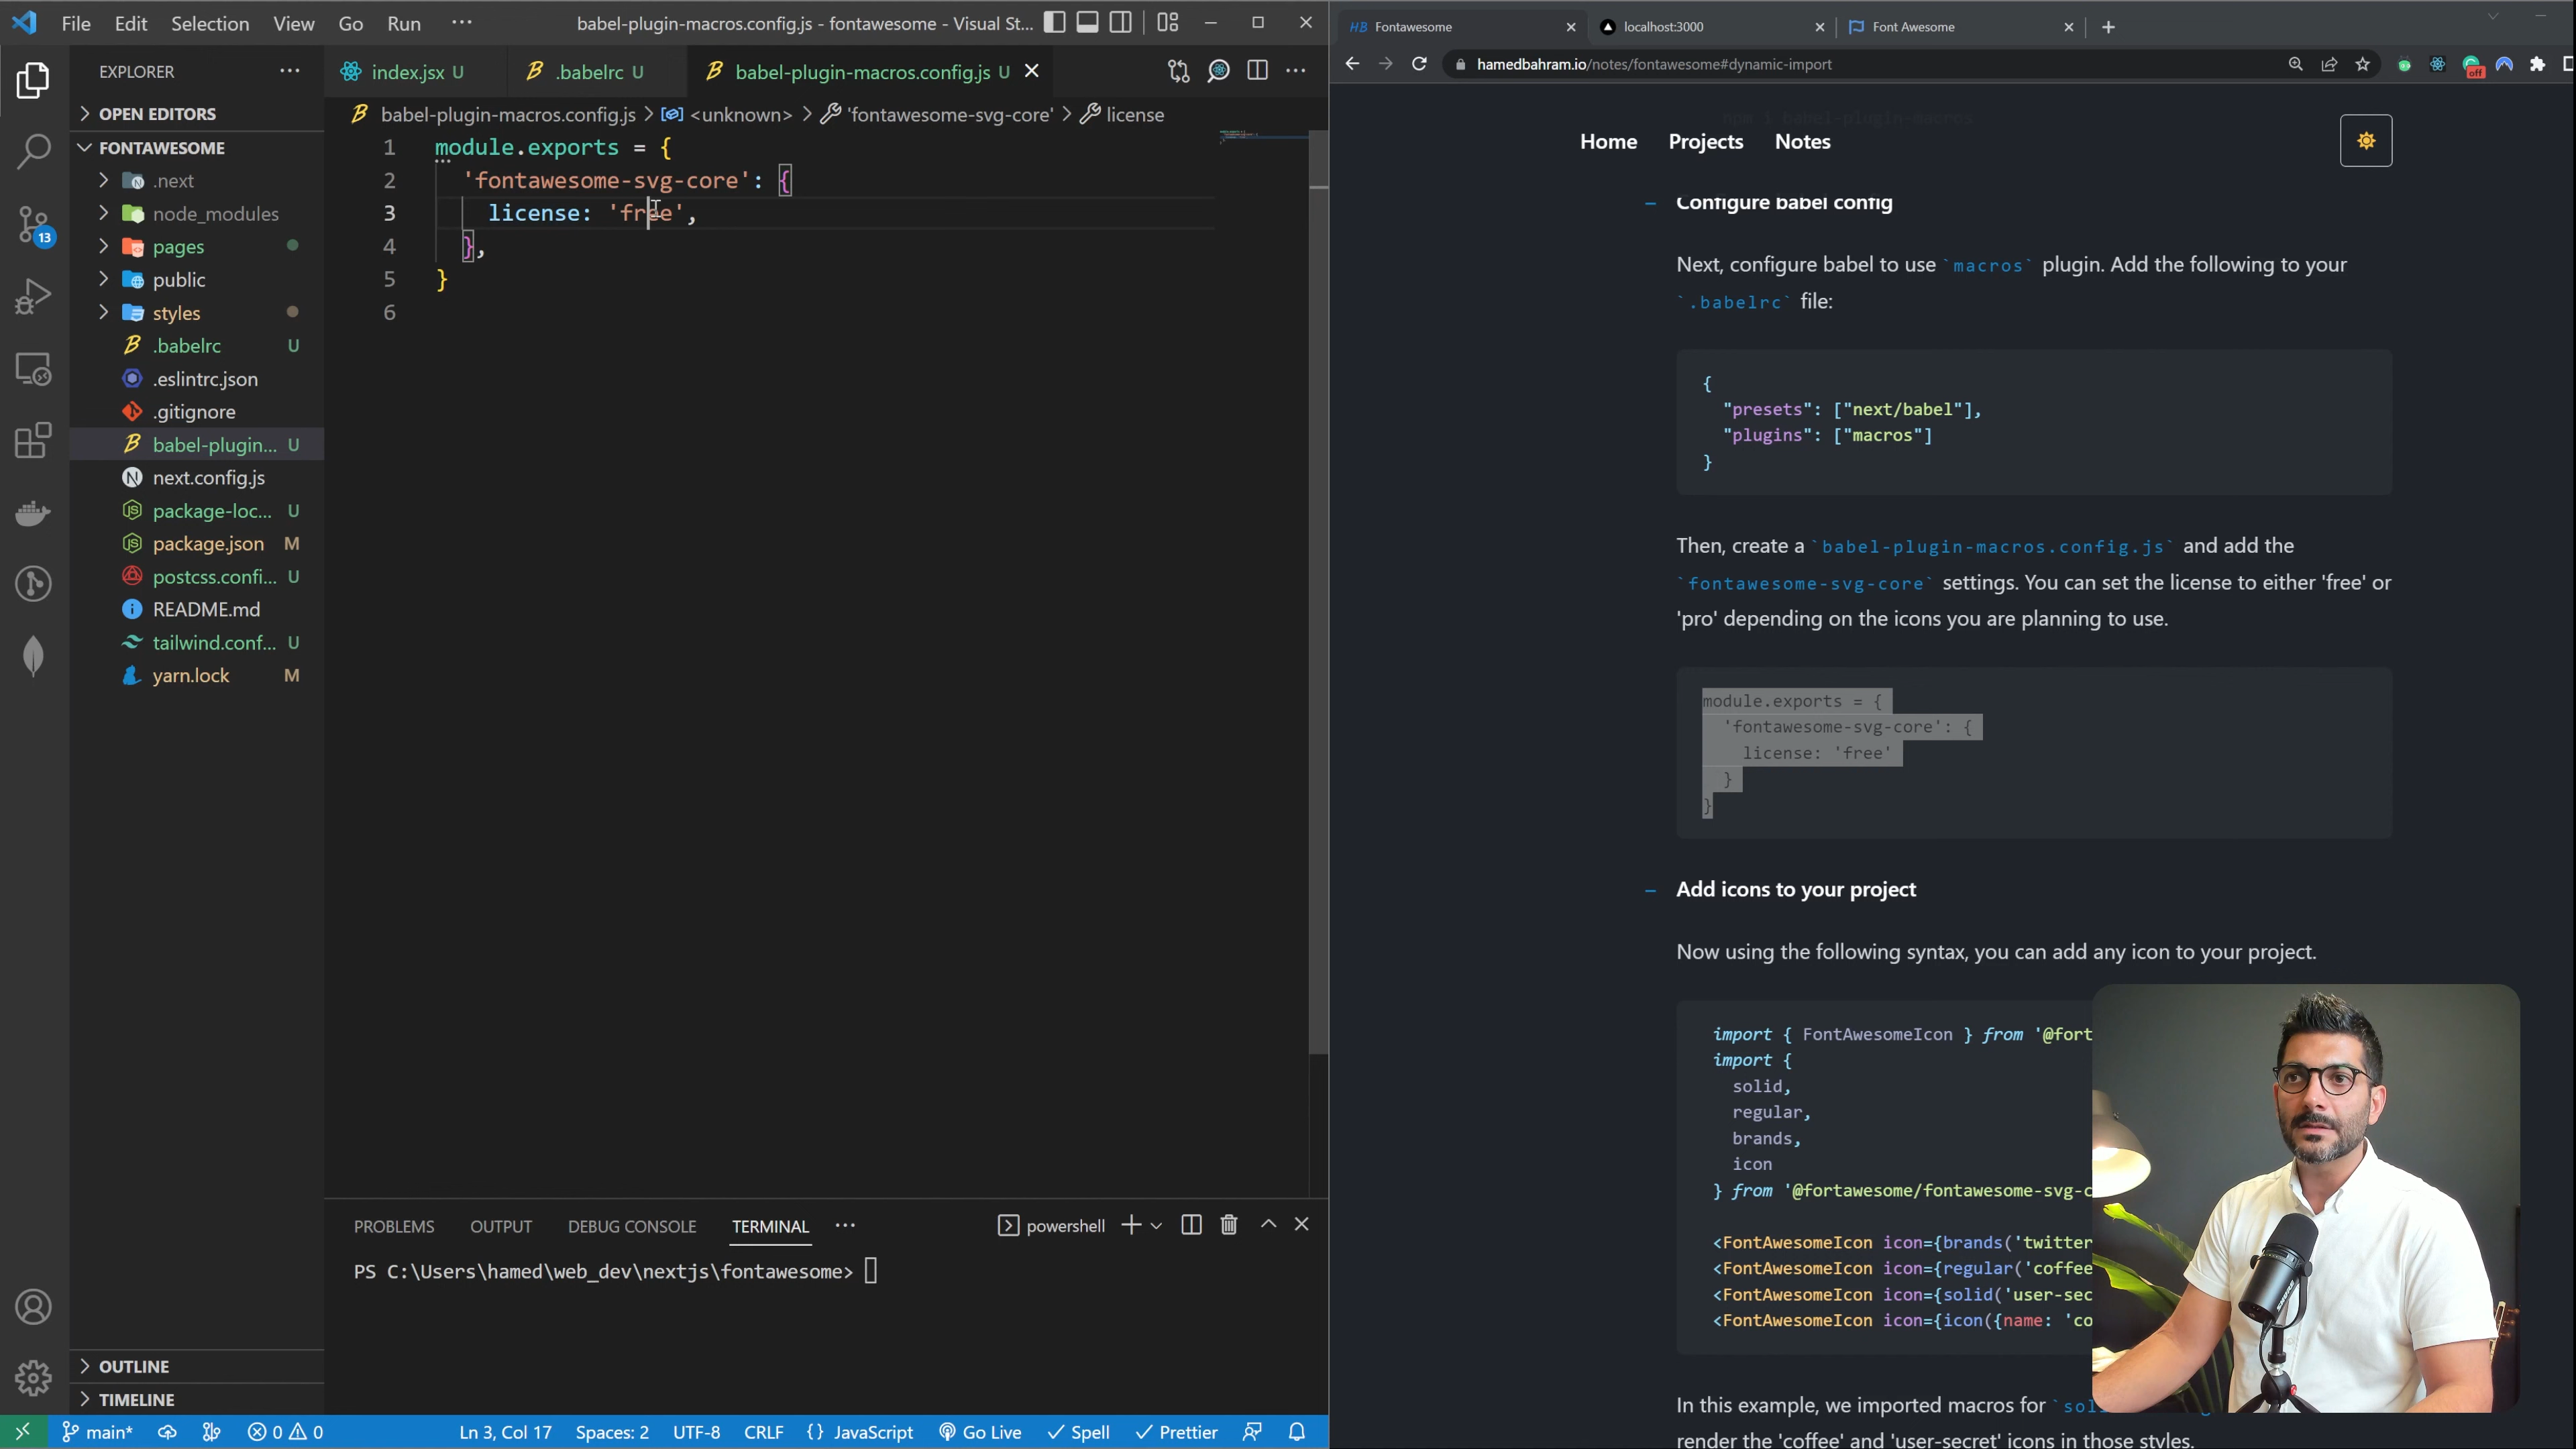 File Edit Selection View Go Run ···
babel-plugin-macros.config.js - fontawesome - Visual St...
EXPLORER ···
OPEN EDITORS
FONTAWESOME
.next
node_modules
pages
public
styles
.babelrc U
.eslintrc.json
.gitignore
babel-plugin... U
next.config.js
package-loc... U
package.json M
postcss.confi... U
README.md
tailwind.conf... U
yarn.lock M
13
OUTLINE
TIMELINE
index.jsx U
.babelrc U
babel-plugin-macros.config.js U
babel-plugin-macros.config.js > <unknown> > 'fontawesome-svg-core' > license
1 module.exports = {
2 'fontawesome-svg-core': {
3 license: 'free',
4 },
5 }
6
PROBLEMS OUTPUT DEBUG CONSOLE TERMINAL ···
powershell
PS C:\Users\hamed\web_dev\nextjs\fontawesome>
main* 0 0 Ln 3, Col 17 Spaces: 2 UTF-8 CRLF {} JavaScript Go Live Spell Prettier
HB Fontawesome
localhost:3000
Font Awesome
hamedbahram.io/notes/fontawesome#dynamic-import
off
npm i babel-plugin-macros
Home Projects Notes
– Configure babel config
Next, configure babel to use `macros` plugin. Add the following to your
`.babelrc` file:
{
"presets": ["next/babel"],
"plugins": ["macros"]
}
Then, create a `babel-plugin-macros.config.js` and add the
`fontawesome-svg-core` settings. You can set the license to either 'free' or
'pro' depending on the icons you are planning to use.
module.exports = {
'fontawesome-svg-core': {
license: 'free'
}
}
– Add icons to your project
Now using the following syntax, you can add any icon to your project.
import { FontAwesomeIcon } from '@fort
import {
solid,
regular,
brands,
icon
} from '@fortawesome/fontawesome-svg-c
<FontAwesomeIcon icon={brands('twitter
<FontAwesomeIcon icon={regular('coffee
<FontAwesomeIcon icon={solid('user-sec
<FontAwesomeIcon icon={icon({name: 'co
In this example, we imported macros for `sol
render the 'coffee' and 'user-secret' icons in those styles.